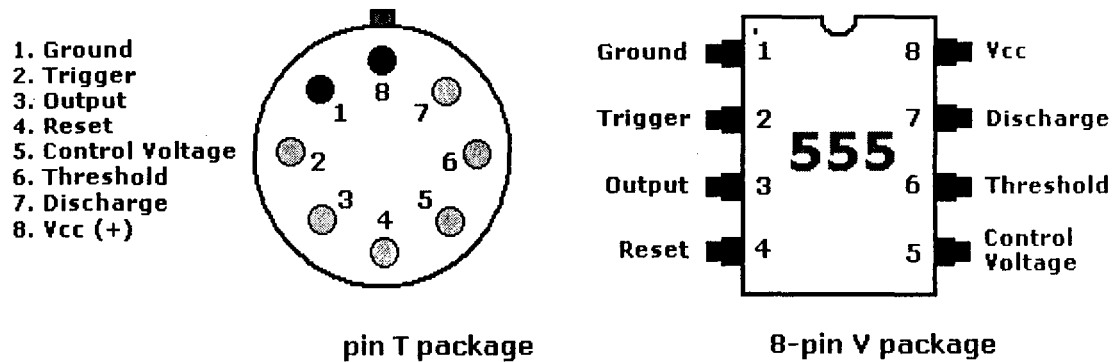 1. Ground
2. Trigger
3. Output
4. Reset
5. Control Voltage
6. Threshold
7. Discharge
8. Vcc (+)
8
1
7
2
6
3
5
4
pin T package
Ground 1 8 Vcc
Trigger 2 7 Discharge
555
Output 3 6 Threshold
Reset 4 5 Control
Voltage
8-pin V package